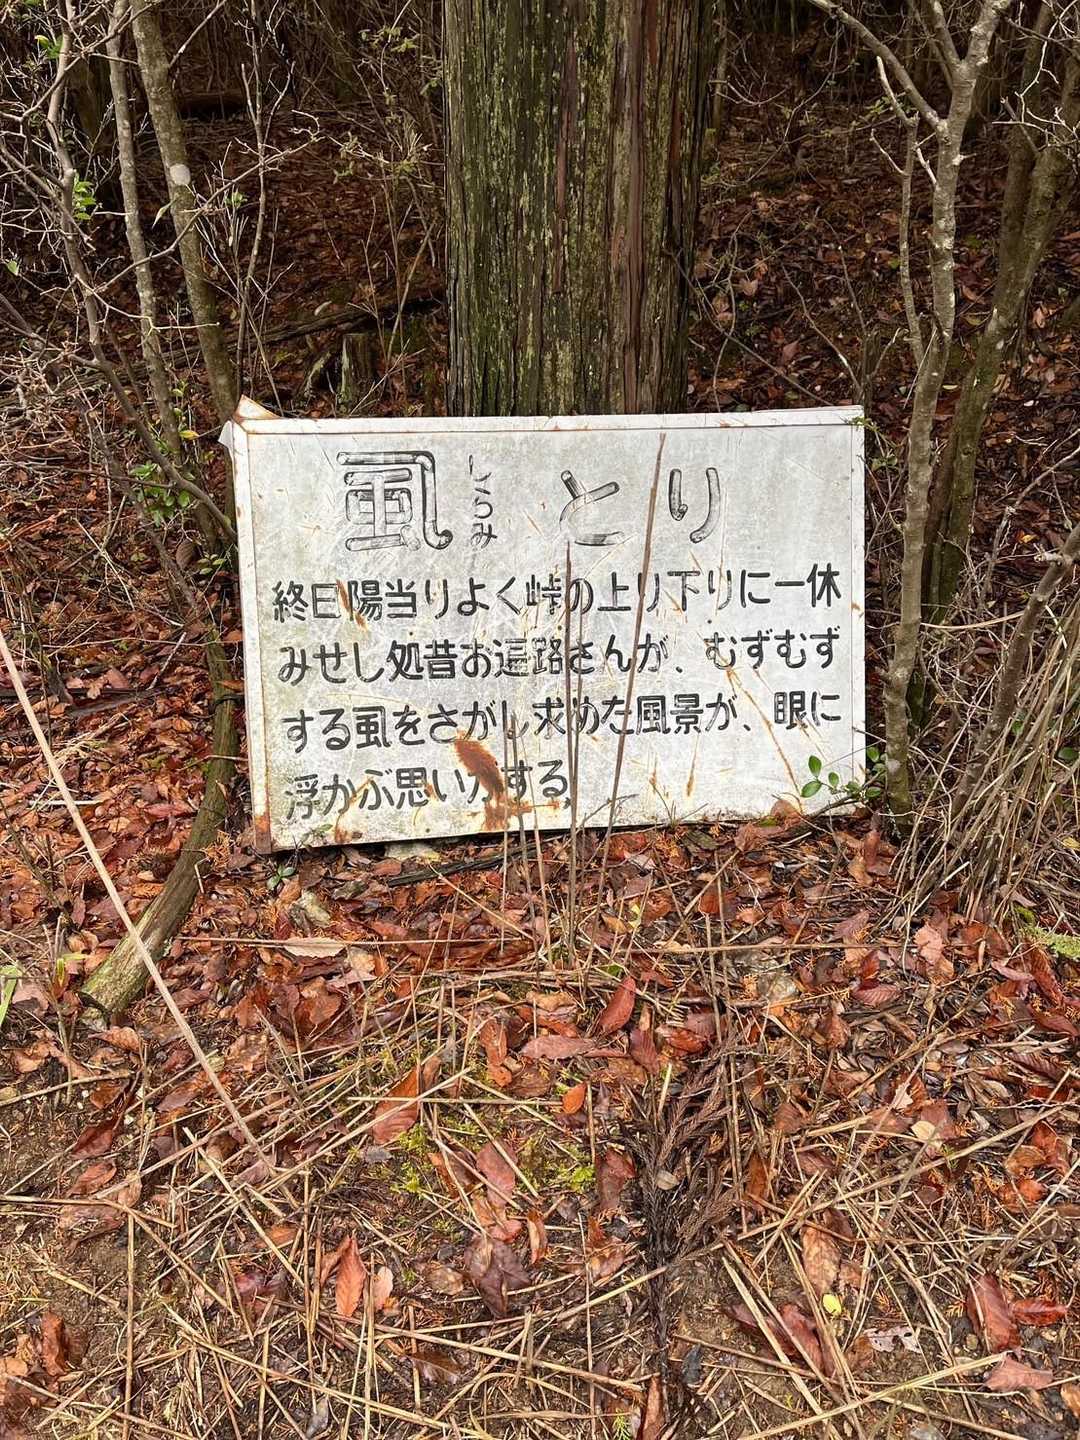 虱しらみとり
終日陽当りよく峠の上り下りに一休
みせし処昔お遍路さんが、むずむず
する虱をさがし求めた風景が、眼に
浮かぶ思いがする。